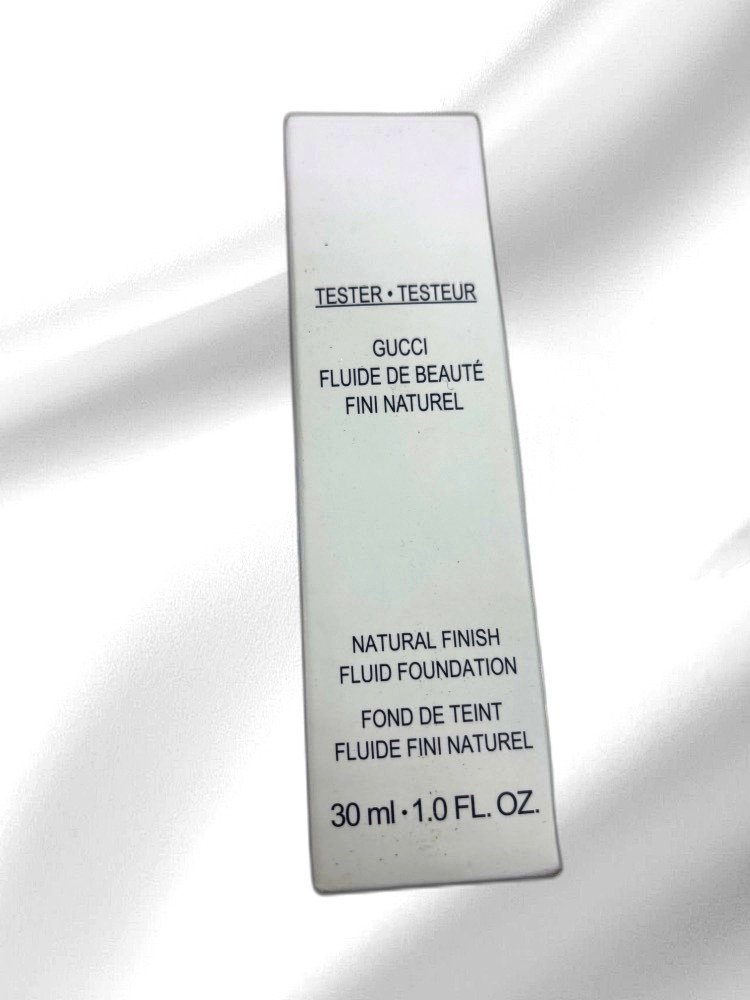 TESTER • TESTEUR
GUCCI
FLUIDE DE BEAUTÉ
FINI NATUREL
NATURAL FINISH
FLUID FOUNDATION
FOND DE TEINT
FLUIDE FINI NATUREL
30 ml • 1.0 FL. OZ.